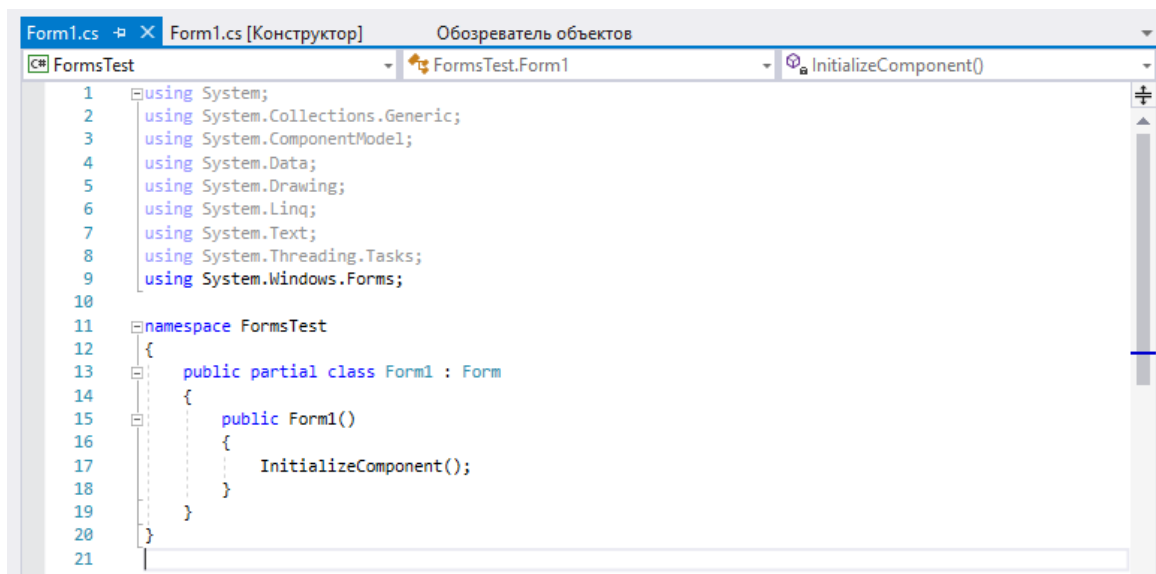 Form1.cs Form1.cs [Конструктор] Обозреватель объектов
C# FormsTest FormsTest.Form1 InitializeComponent()
1 using System;
2 using System.Collections.Generic;
3 using System.ComponentModel;
4 using System.Data;
5 using System.Drawing;
6 using System.Linq;
7 using System.Text;
8 using System.Threading.Tasks;
9 using System.Windows.Forms;
10
11 namespace FormsTest
12 {
13 public partial class Form1 : Form
14 {
15 public Form1()
16 {
17 InitializeComponent();
18 }
19 }
20 }
21